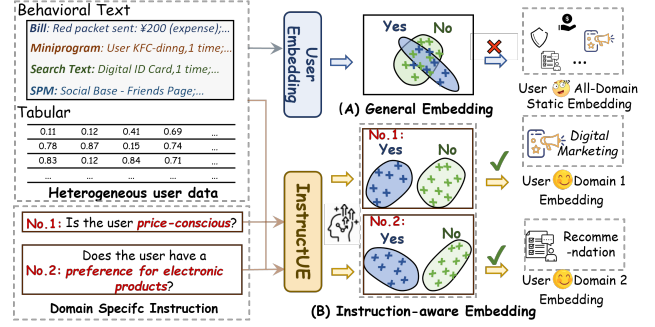 Behavioral Text
Bill: Red packet sent: ¥200 (expense);...
Miniprogram: User KFC-dinng,1 time;...
Search Text: Digital ID Card,1 time;...
SPM: Social Base - Friends Page;...
Tabular
0.11 0.12 0.41 0.69 ...
0.78 0.87 0.15 0.74 ...
0.83 0.12 0.84 0.71 ...
... ... ... ... ...
Heterogeneous user data
No.1: Is the user price-conscious?
Does the user have a
No.2: preference for electronic
products?
Domain Specifc Instruction
User
Embedding
Yes
No
(A) General Embedding
...
User All-Domain
Static Embedding
InstructUE
No.1:
Yes
No
Digital
Marketing
User Domain 1
Embedding
No.2:
Yes
No
Recomme
-ndation
User Domain 2
Embedding
(B) Instruction-aware Embedding